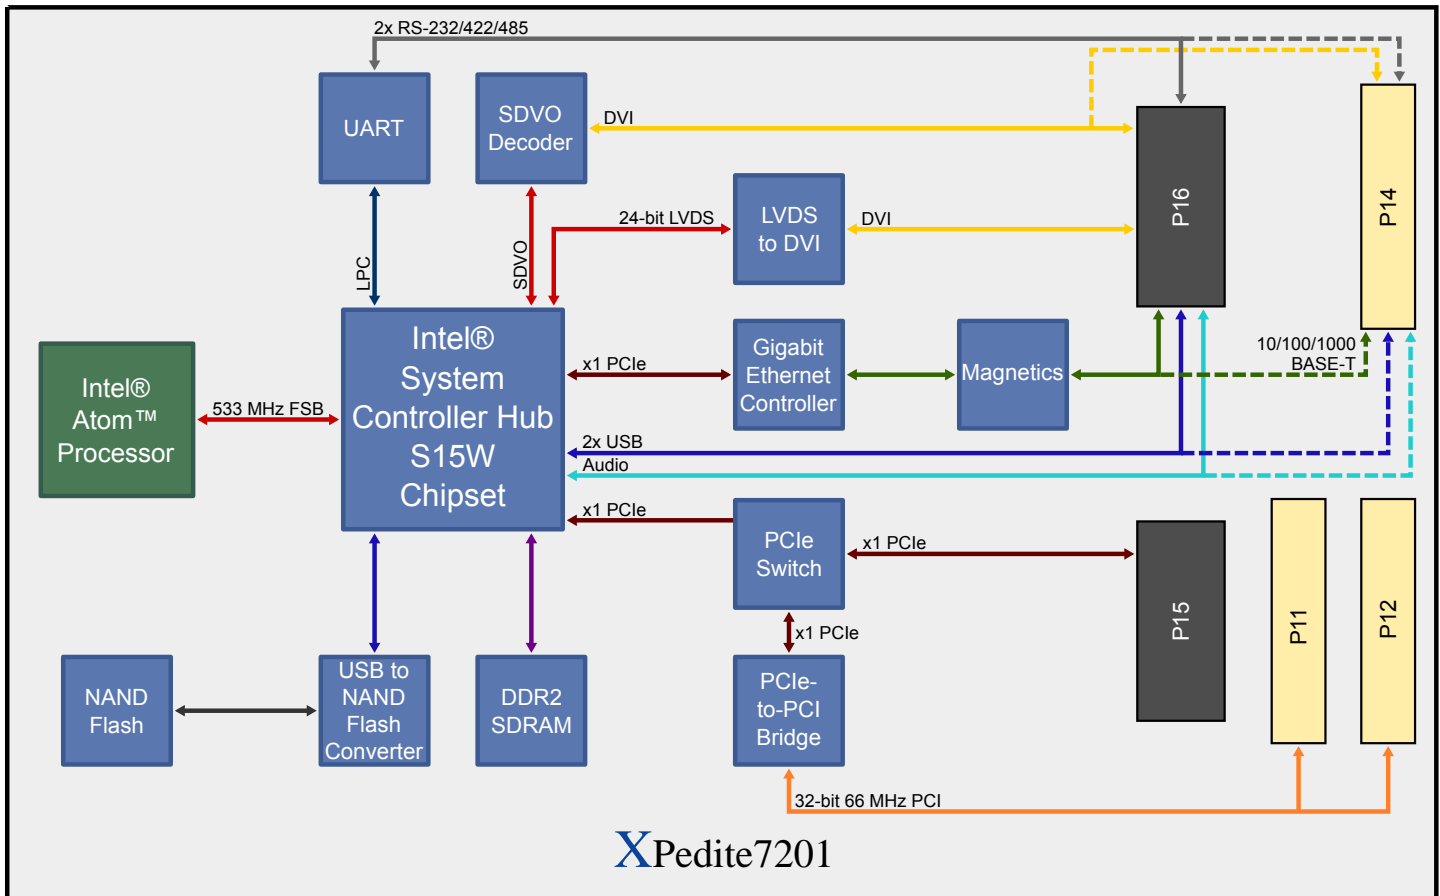 2x RS-232/422/485
UART
SDVO
Decoder
DVI
P16
P14
24-bit LVDS
LVDS
to DVI
DVI
LPC
SDVO
Intel®
System
Controller Hub
S15W
Chipset
Intel®
Atom™
Processor
533 MHz FSB
x1 PCIe
Gigabit
Ethernet
Controller
Magnetics
10/100/1000
BASE-T
2x USB
Audio
x1 PCIe
PCIe
Switch
x1 PCIe
P15
P11
P12
x1 PCIe
NAND
Flash
USB to
NAND
Flash
Converter
DDR2
SDRAM
PCIe-
to-PCI
Bridge
32-bit 66 MHz PCI
XPedite7201